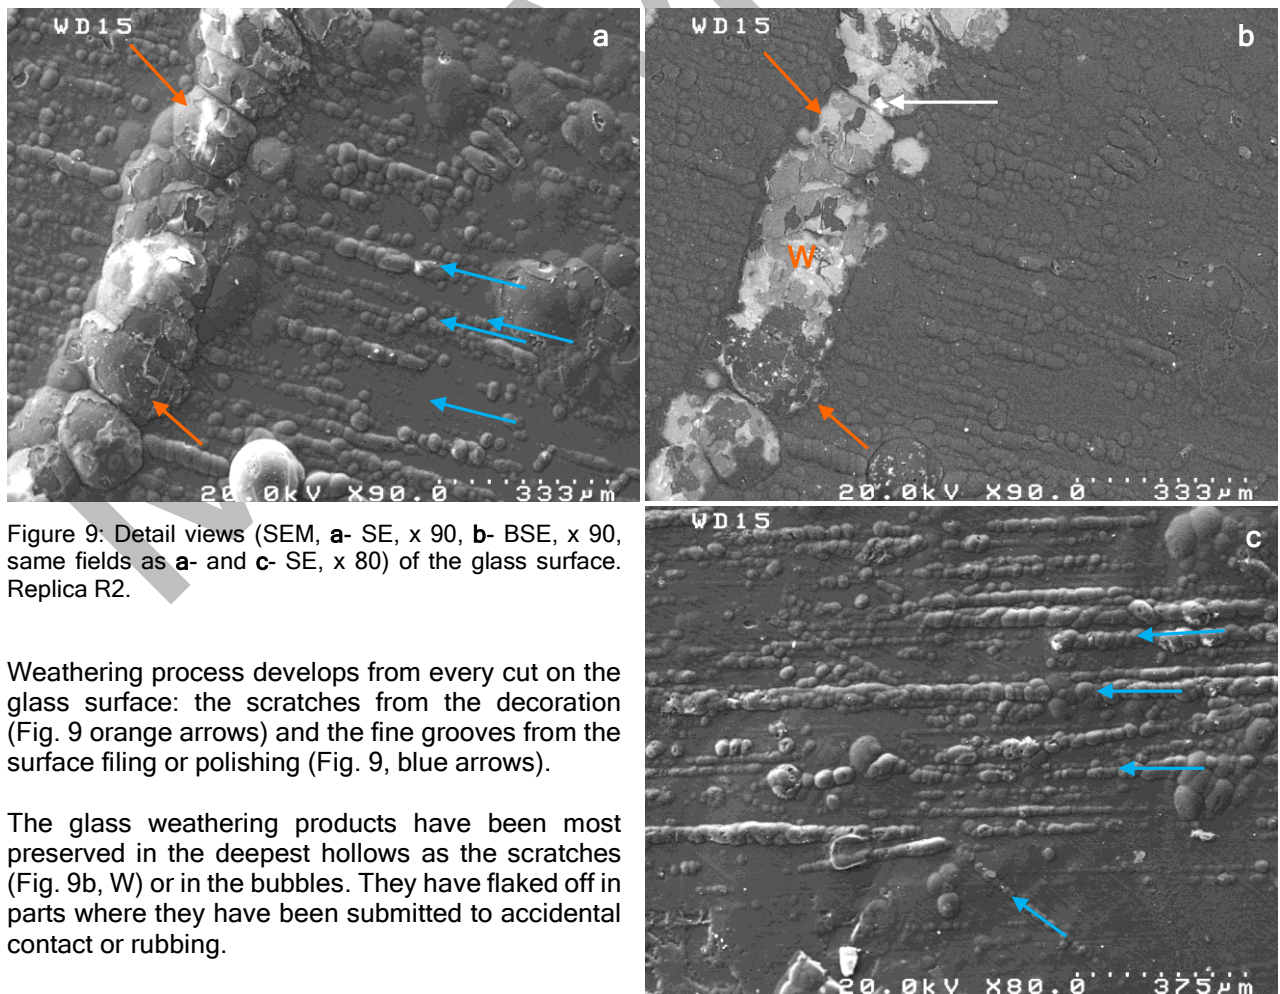 WD15
a
20.0kV X90.0 333µm
WD15
b
W
20.0kV X90.0 333µm
Figure 9: Detail views (SEM, a- SE, x 90, b- BSE, x 90,
same fields as a- and c- SE, x 80) of the glass surface.
Replica R2.
Weathering process develops from every cut on the
glass surface: the scratches from the decoration
(Fig. 9 orange arrows) and the fine grooves from the
surface filing or polishing (Fig. 9, blue arrows).
The glass weathering products have been most
preserved in the deepest hollows as the scratches
(Fig. 9b, W) or in the bubbles. They have flaked off in
parts where they have been submitted to accidental
contact or rubbing.
WD15
c
20.0kV X80.0 375µm